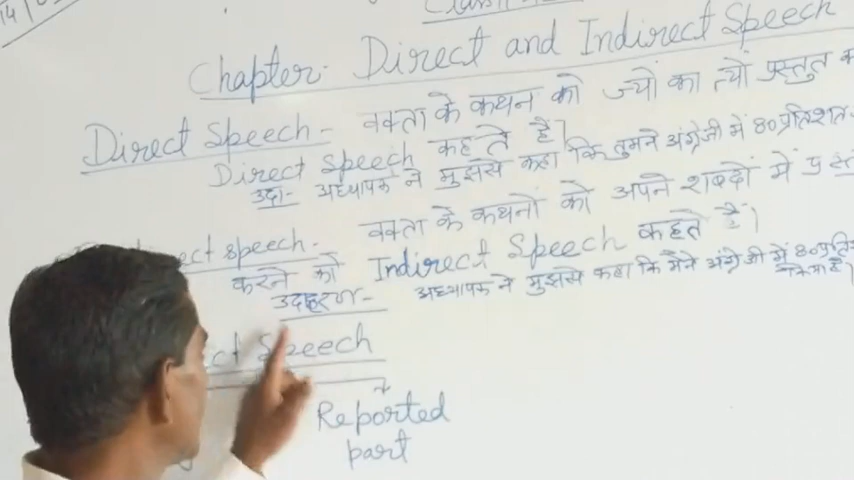 14/
Chapter: Direct and Indirect Speech
Direct Speech- वक्ता के कथन को ज्यों का त्यों प्रस्तुत
Direct Speech कहते हैं।
उदा- अध्यापक ने मुझसे कहा कि तुमने अंग्रेजी में 80 प्रतिशत
speech- वक्ता के कथनों को अपने शब्दों में
करने को Indirect Speech कहते हैं।
उदाहरण- अध्यापक ने मुझसे कहा कि मैंने अंग्रेजी में 80
Speech
Reported
part